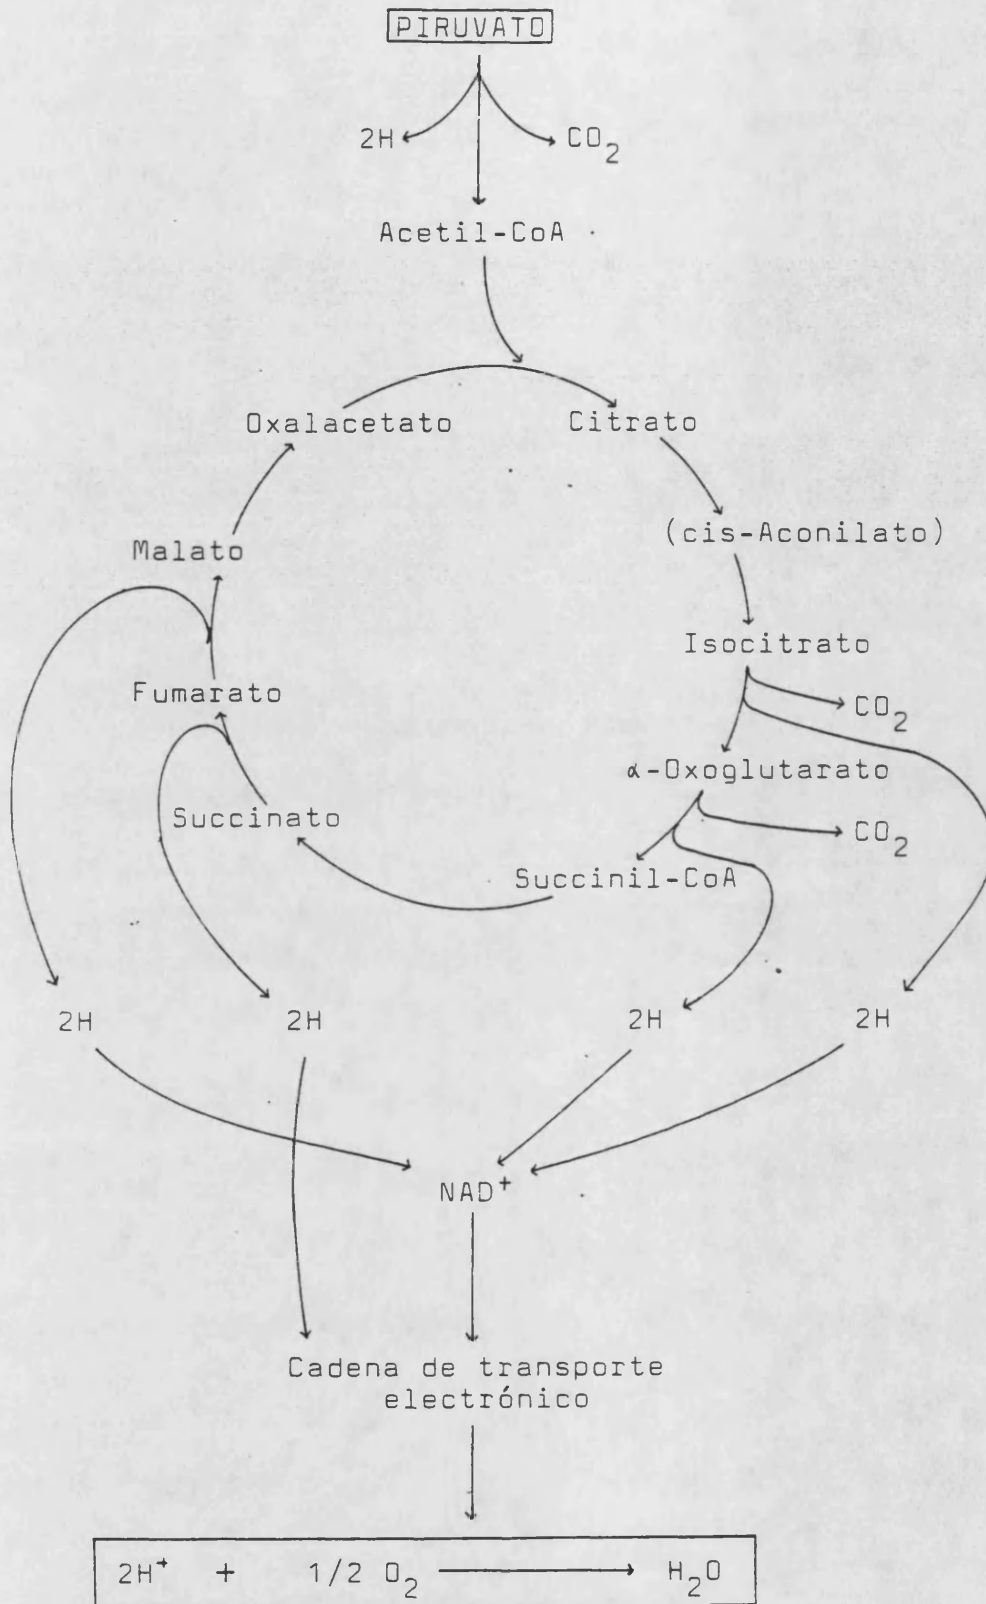 PIRUVATO
2H
CO₂
Acetil-CoA
Oxalacetato
Citrato
Malato
(cis-Aconilato)
Isocitrato
Fumarato
CO₂
α-Oxoglutarato
Succinato
CO₂
Succinil-CoA
2H
2H
2H
2H
NAD⁺
Cadena de transporte
electrónico
2H⁺ + 1/2 O₂ → H₂O